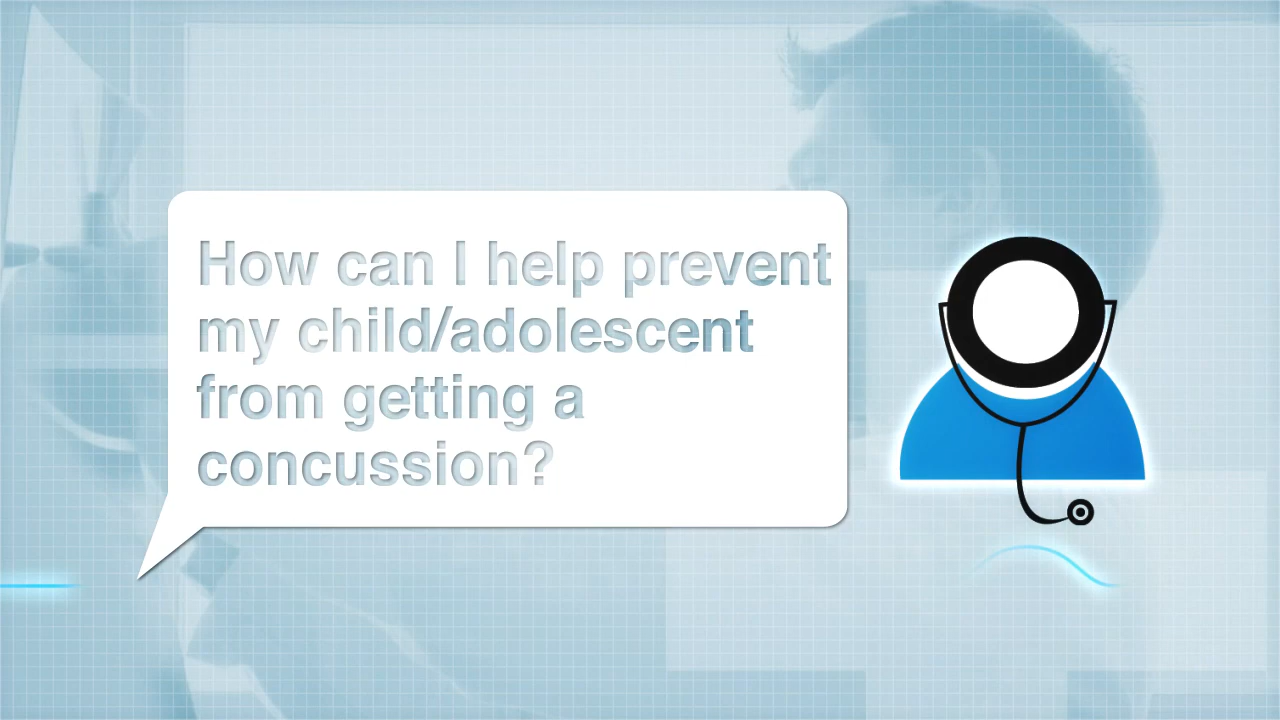 How can I help prevent
my child/adolescent
from getting a
concussion?